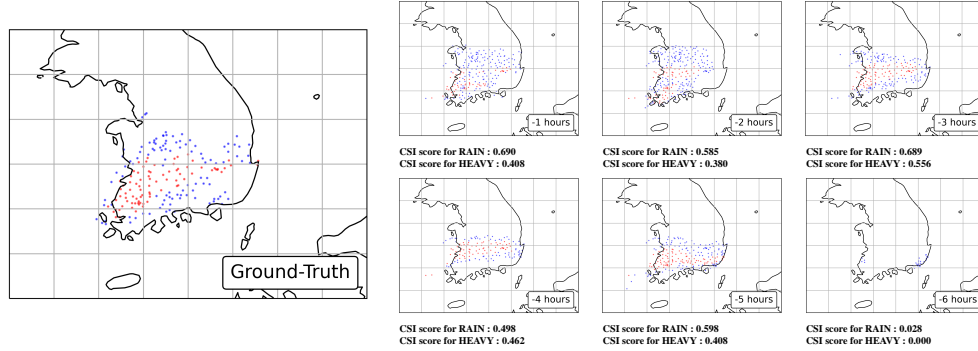 Ground-Truth
-1 hours
-2 hours
-3 hours
CSI score for RAIN : 0.690
CSI score for HEAVY : 0.408
CSI score for RAIN : 0.585
CSI score for HEAVY : 0.380
CSI score for RAIN : 0.689
CSI score for HEAVY : 0.556
-4 hours
-5 hours
-6 hours
CSI score for RAIN : 0.498
CSI score for HEAVY : 0.462
CSI score for RAIN : 0.598
CSI score for HEAVY : 0.408
CSI score for RAIN : 0.028
CSI score for HEAVY : 0.000